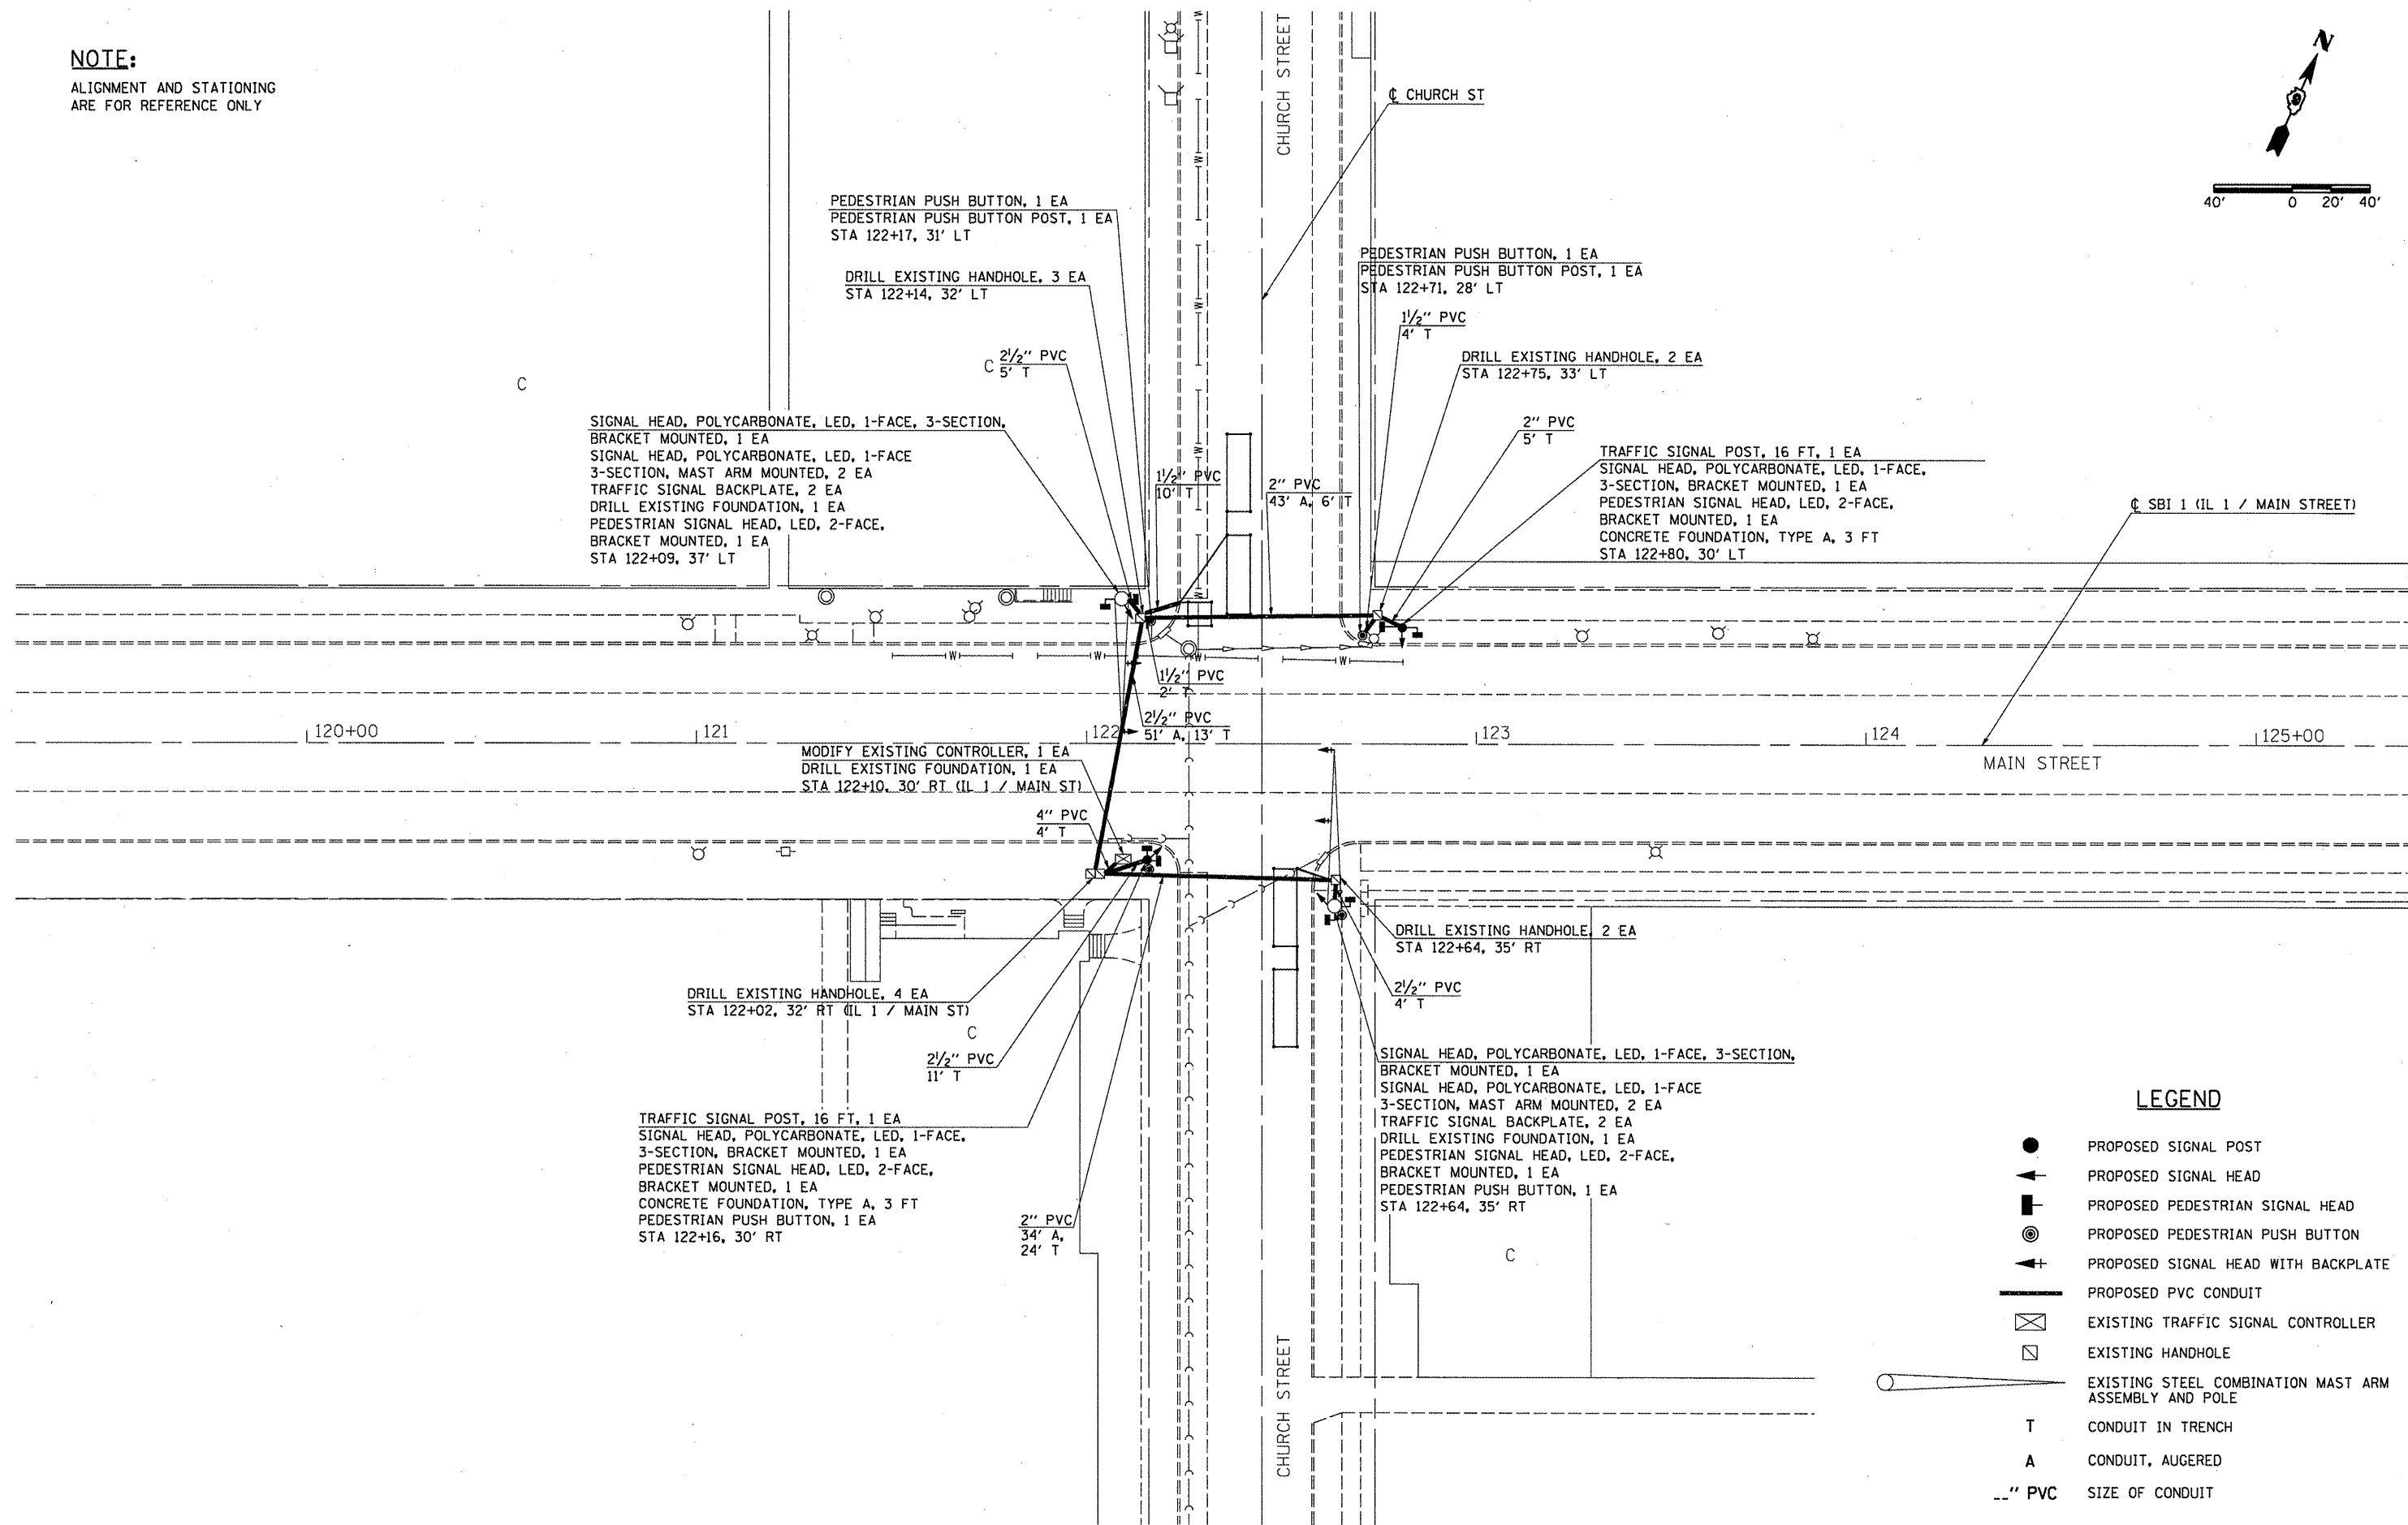 NOTE:
ALIGNMENT AND STATIONING
ARE FOR REFERENCE ONLY
CHURCH STREET
℄ CHURCH ST
N
40' 0 20' 40'
PEDESTRIAN PUSH BUTTON, 1 EA
PEDESTRIAN PUSH BUTTON POST, 1 EA
STA 122+17, 31' LT
DRILL EXISTING HANDHOLE, 3 EA
STA 122+14, 32' LT
2½" PVC
5' T
C
C
PEDESTRIAN PUSH BUTTON, 1 EA
PEDESTRIAN PUSH BUTTON POST, 1 EA
STA 122+71, 28' LT
1½" PVC
4' T
DRILL EXISTING HANDHOLE, 2 EA
STA 122+75, 33' LT
2" PVC
5' T
SIGNAL HEAD, POLYCARBONATE, LED, 1-FACE, 3-SECTION,
BRACKET MOUNTED, 1 EA
SIGNAL HEAD, POLYCARBONATE, LED, 1-FACE
3-SECTION, MAST ARM MOUNTED, 2 EA
TRAFFIC SIGNAL BACKPLATE, 2 EA
DRILL EXISTING FOUNDATION, 1 EA
PEDESTRIAN SIGNAL HEAD, LED, 2-FACE,
BRACKET MOUNTED, 1 EA
STA 122+09, 37' LT
1½" PVC
10' T
2" PVC
43' A, 6' T
TRAFFIC SIGNAL POST, 16 FT, 1 EA
SIGNAL HEAD, POLYCARBONATE, LED, 1-FACE,
3-SECTION, BRACKET MOUNTED, 1 EA
PEDESTRIAN SIGNAL HEAD, LED, 2-FACE,
BRACKET MOUNTED, 1 EA
CONCRETE FOUNDATION, TYPE A, 3 FT
STA 122+80, 30' LT
℄ SBI 1 (IL 1 / MAIN STREET)
W
W
W
W
W
W
W
W
W
W
W
1½" PVC
2' T
2½" PVC
51' A, 13' T
120+00
121
122
123
124
125+00
MAIN STREET
MODIFY EXISTING CONTROLLER, 1 EA
DRILL EXISTING FOUNDATION, 1 EA
STA 122+10, 30' RT (IL 1 / MAIN ST)
4" PVC
4' T
DRILL EXISTING HANDHOLE, 4 EA
STA 122+02, 32' RT (IL 1 / MAIN ST)
C
2½" PVC
11' T
DRILL EXISTING HANDHOLE, 2 EA
STA 122+64, 35' RT
2½" PVC
4' T
TRAFFIC SIGNAL POST, 16 FT, 1 EA
SIGNAL HEAD, POLYCARBONATE, LED, 1-FACE,
3-SECTION, BRACKET MOUNTED, 1 EA
PEDESTRIAN SIGNAL HEAD, LED, 2-FACE,
BRACKET MOUNTED, 1 EA
CONCRETE FOUNDATION, TYPE A, 3 FT
PEDESTRIAN PUSH BUTTON, 1 EA
STA 122+16, 30' RT
2" PVC
34' A,
24' T
SIGNAL HEAD, POLYCARBONATE, LED, 1-FACE, 3-SECTION,
BRACKET MOUNTED, 1 EA
SIGNAL HEAD, POLYCARBONATE, LED, 1-FACE
3-SECTION, MAST ARM MOUNTED, 2 EA
TRAFFIC SIGNAL BACKPLATE, 2 EA
DRILL EXISTING FOUNDATION, 1 EA
PEDESTRIAN SIGNAL HEAD, LED, 2-FACE,
BRACKET MOUNTED, 1 EA
PEDESTRIAN PUSH BUTTON, 1 EA
STA 122+64, 35' RT
C
CHURCH STREET
LEGEND
PROPOSED SIGNAL POST
PROPOSED SIGNAL HEAD
PROPOSED PEDESTRIAN SIGNAL HEAD
PROPOSED PEDESTRIAN PUSH BUTTON
PROPOSED SIGNAL HEAD WITH BACKPLATE
PROPOSED PVC CONDUIT
EXISTING TRAFFIC SIGNAL CONTROLLER
EXISTING HANDHOLE
EXISTING STEEL COMBINATION MAST ARM
ASSEMBLY AND POLE
T CONDUIT IN TRENCH
A CONDUIT, AUGERED
__" PVC SIZE OF CONDUIT